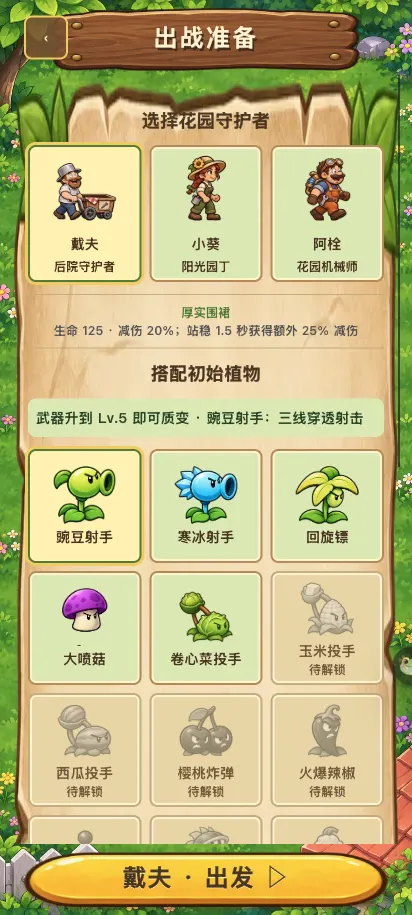 ‹
出战准备
选择花园守护者
戴夫
后院守护者
小葵
阳光园丁
阿栓
花园机械师
厚实围裙
生命 125 · 减伤 20%；站稳 1.5 秒获得额外 25% 减伤
搭配初始植物
武器升到 Lv.5 即可质变 · 豌豆射手：三线穿透射击
豌豆射手
寒冰射手
回旋镖
大喷菇
卷心菜投手
玉米投手
待解锁
西瓜投手
待解锁
樱桃炸弹
待解锁
火爆辣椒
待解锁
戴夫 · 出发 ▷